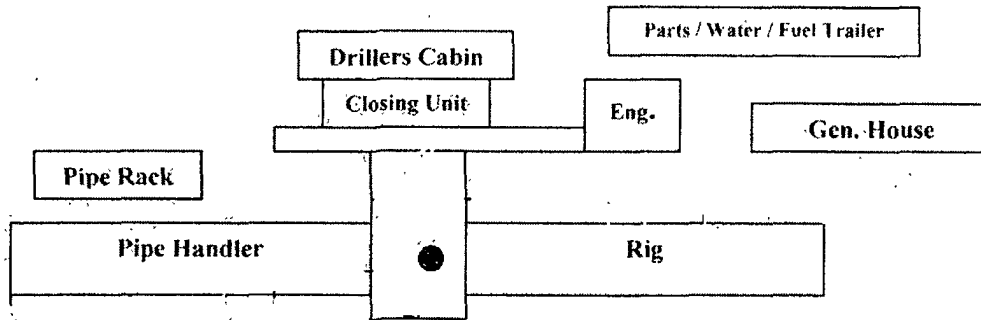 Parts / Water / Fuel Trailer
Drillers Cabin
Closing Unit
Eng.
Gen. House
Pipe Rack
Pipe Handler
Rig